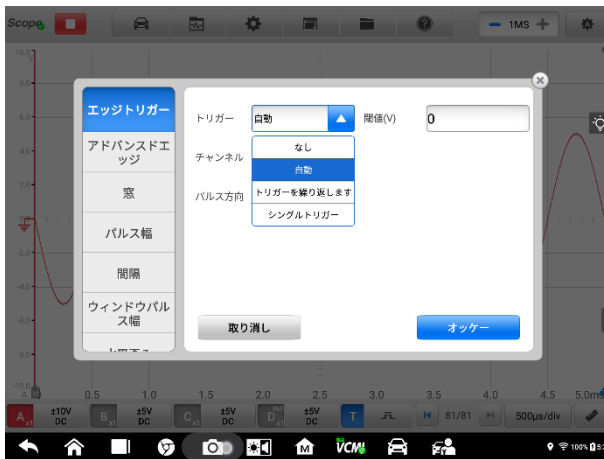 Scope
1MS
10.0
8.0
6.0
4.0
2.0
-2.0
-4.0
-6.0
-8.0
-10.0
エッジトリガー
アドバンスドエ
ッジ
窓
パルス幅
間隔
ウィンドウパル
ス幅
トリガー
自動
閾値(V)
0
チャンネル
パルス方向
なし
自動
トリガーを繰り返します
シングルトリガー
取り消し
オッケー
A
0.5
1.0
1.5
2.0
2.5
3.0
3.5
4.0
4.5
5.0ms
A x1
±10V
DC
B x1
±5V
DC
C x1
±5V
DC
D x1
±5V
DC
T
81/81
500µs/div
M
VCMI
100%